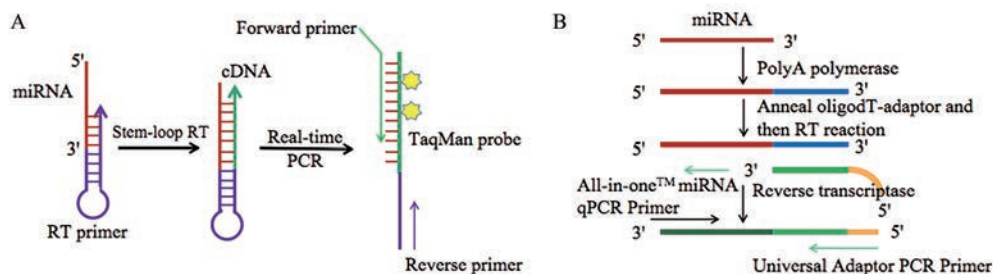 A
Forward primer
5'
miRNA
3'
RT primer
Stem-loop RT
cDNA
Real-time
PCR
TaqMan probe
Reverse primer
B
miRNA
5'
3'
PolyA polymerase
5'
3'
Anneal oligodT-adaptor and
then RT reaction
5'
3'
3'
All-in-one™ miRNA
qPCR Primer
Reverse transcriptase
5'
3'
5'
Universal Adaptor PCR Primer